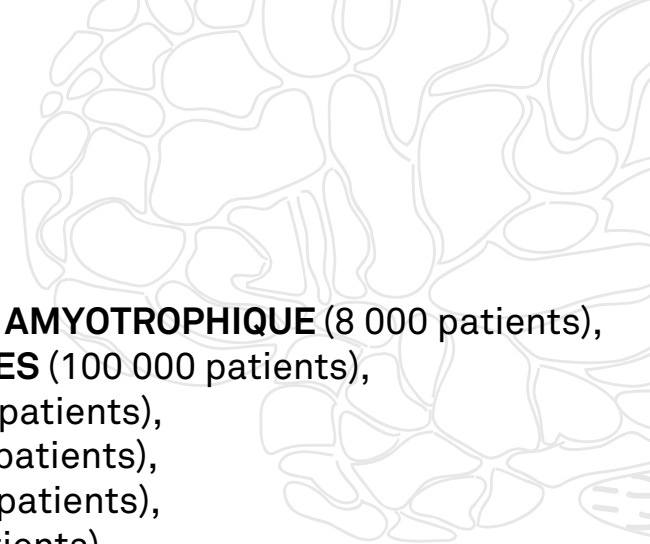 AMYOTROPHIQUE (8 000 patients),
ES (100 000 patients),
patients),
patients),
patients),